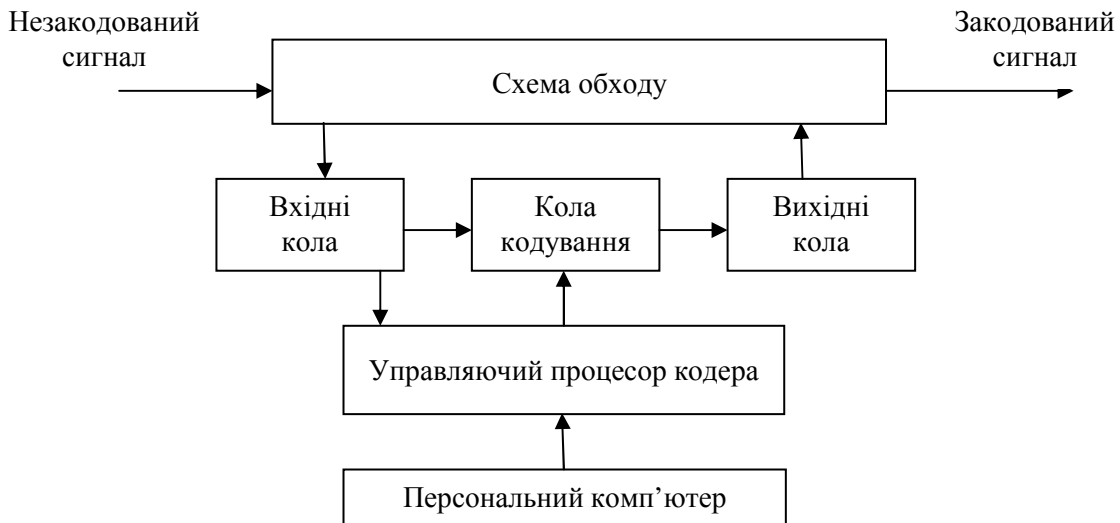 Незакодований
сигнал
Закодований
сигнал
Схема обходу
Вхідні
кола
Кола
кодування
Вихідні
кола
Управляючий процесор кодера
Персональний комп’ютер